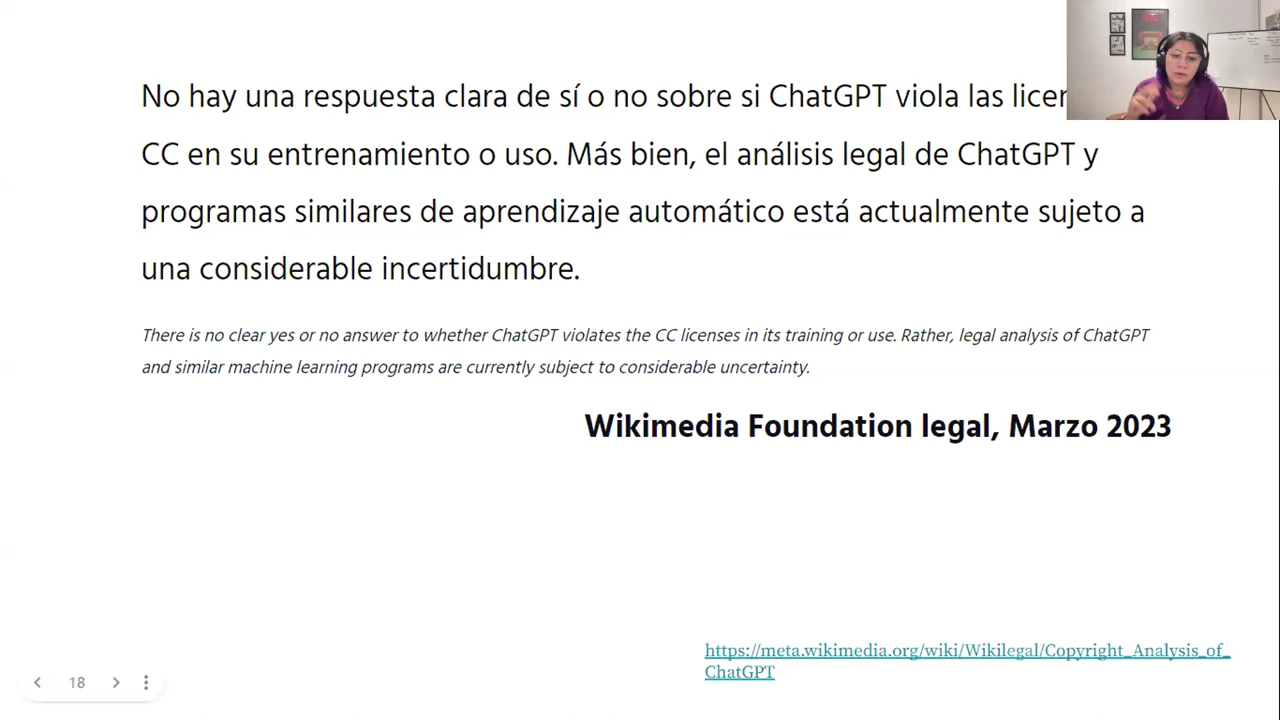 No hay una respuesta clara de sí o no sobre si ChatGPT viola las
CC en su entrenamiento o uso. Más bien, el análisis legal de ChatGPT y
programas similares de aprendizaje automático está actualmente sujeto a
una considerable incertidumbre.
There is no clear yes or no answer to whether ChatGPT violates the CC licenses in its training or use. Rather, legal analysis of ChatGPT
and similar machine learning programs are currently subject to considerable uncertainty.
Wikimedia Foundation legal, Marzo 2023
https://meta.wikimedia.org/wiki/Wikilegal/Copyright_Analysis_of_
ChatGPT
18